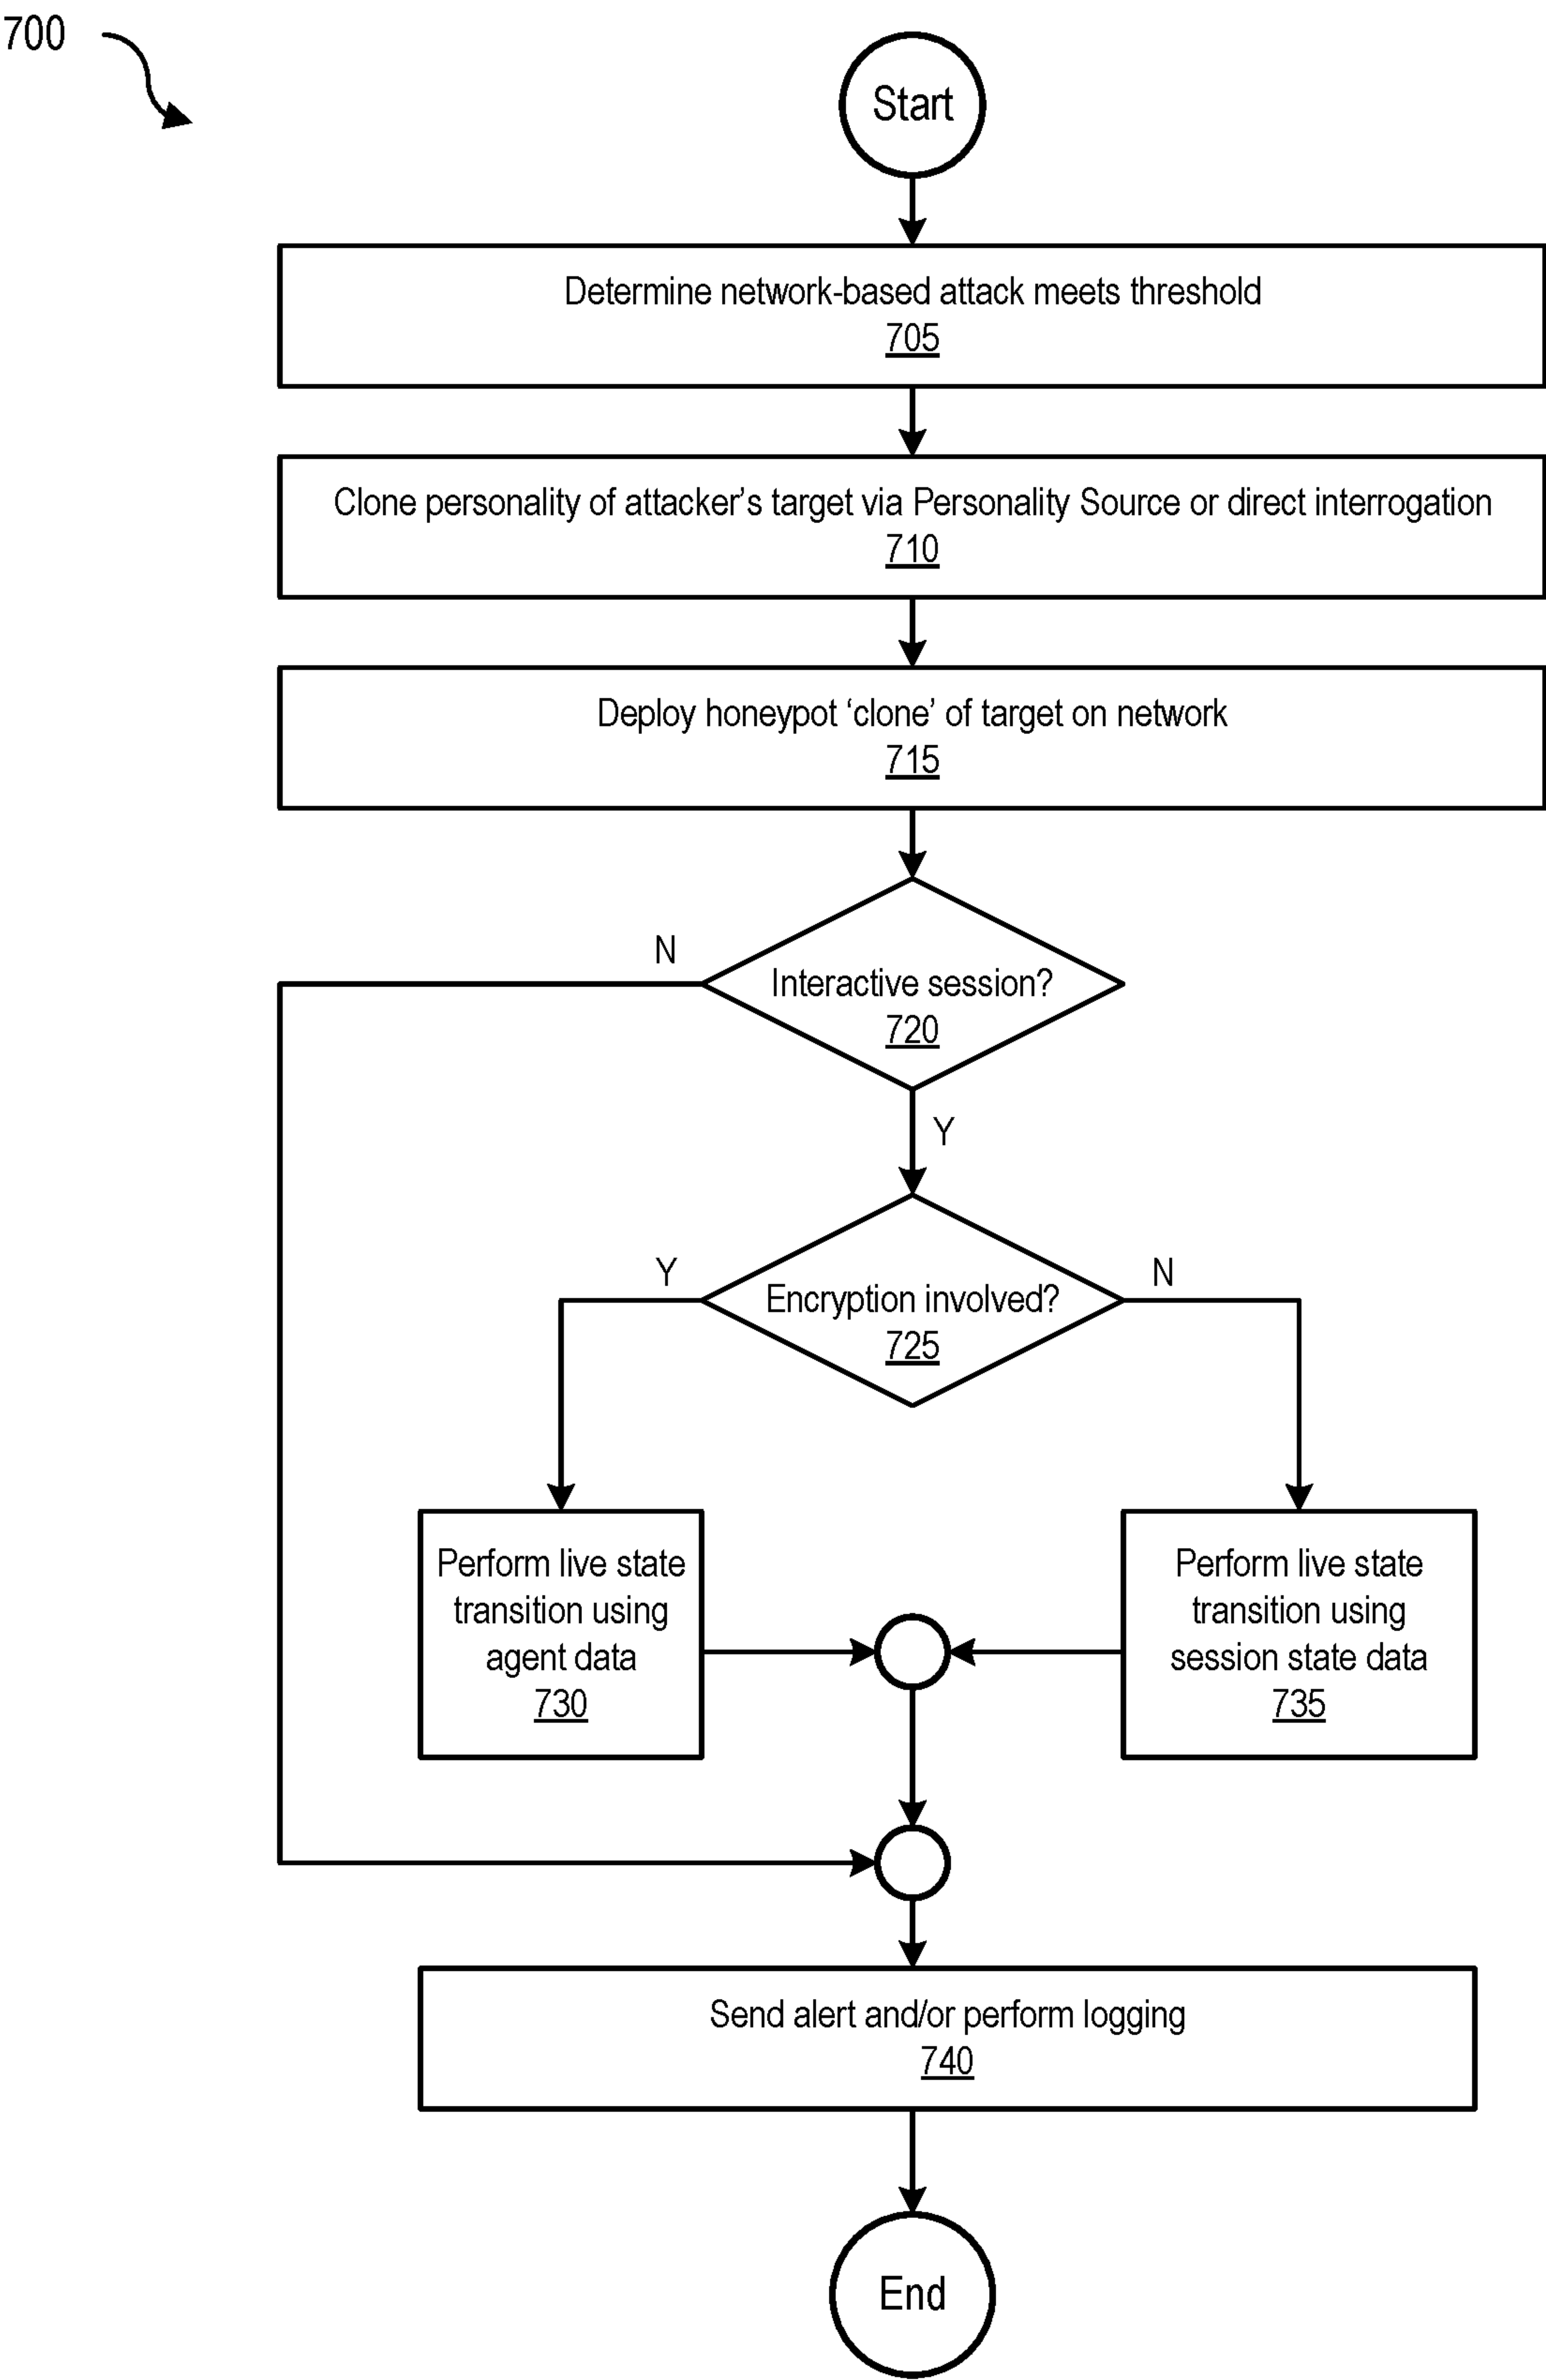 700
Start
Determine network-based attack meets threshold
705
Clone personality of attacker’s target via Personality Source or direct interrogation
710
Deploy honeypot ‘clone’ of target on network
715
N
Interactive session?
720
Y
Y
N
Encryption involved?
725
Perform live state
transition using
agent data
730
Perform live state
transition using
session state data
735
Send alert and/or perform logging
740
End